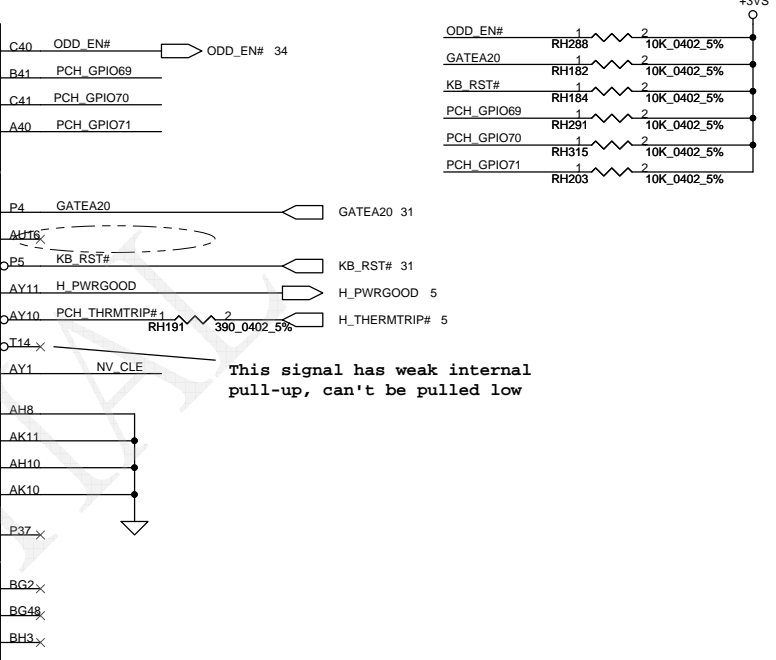 +3VS
ODD_EN# 1 2
RH288 10K_0402_5%
GATEA20 1 2
RH182 10K_0402_5%
KB_RST# 1 2
RH184 10K_0402_5%
PCH_GPIO69 1 2
RH291 10K_0402_5%
PCH_GPIO70 1 2
RH315 10K_0402_5%
PCH_GPIO71 1 2
RH203 10K_0402_5%
C40 ODD_EN# ODD_EN# 34
B41 PCH_GPIO69
C41 PCH_GPIO70
A40 PCH_GPIO71
P4 GATEA20 GATEA20 31
AU16
P5 KB_RST# KB_RST# 31
AY11 H_PWRGOOD H_PWRGOOD 5
AY10 PCH_THRMTRIP# 1 2 H_THERMTRIP# 5
RH191 390_0402_5%
T14
This signal has weak internal
pull-up, can't be pulled low
AY1 NV_CLE
AH8
AK11
AH10
AK10
P37
BG2
BG48
BH3